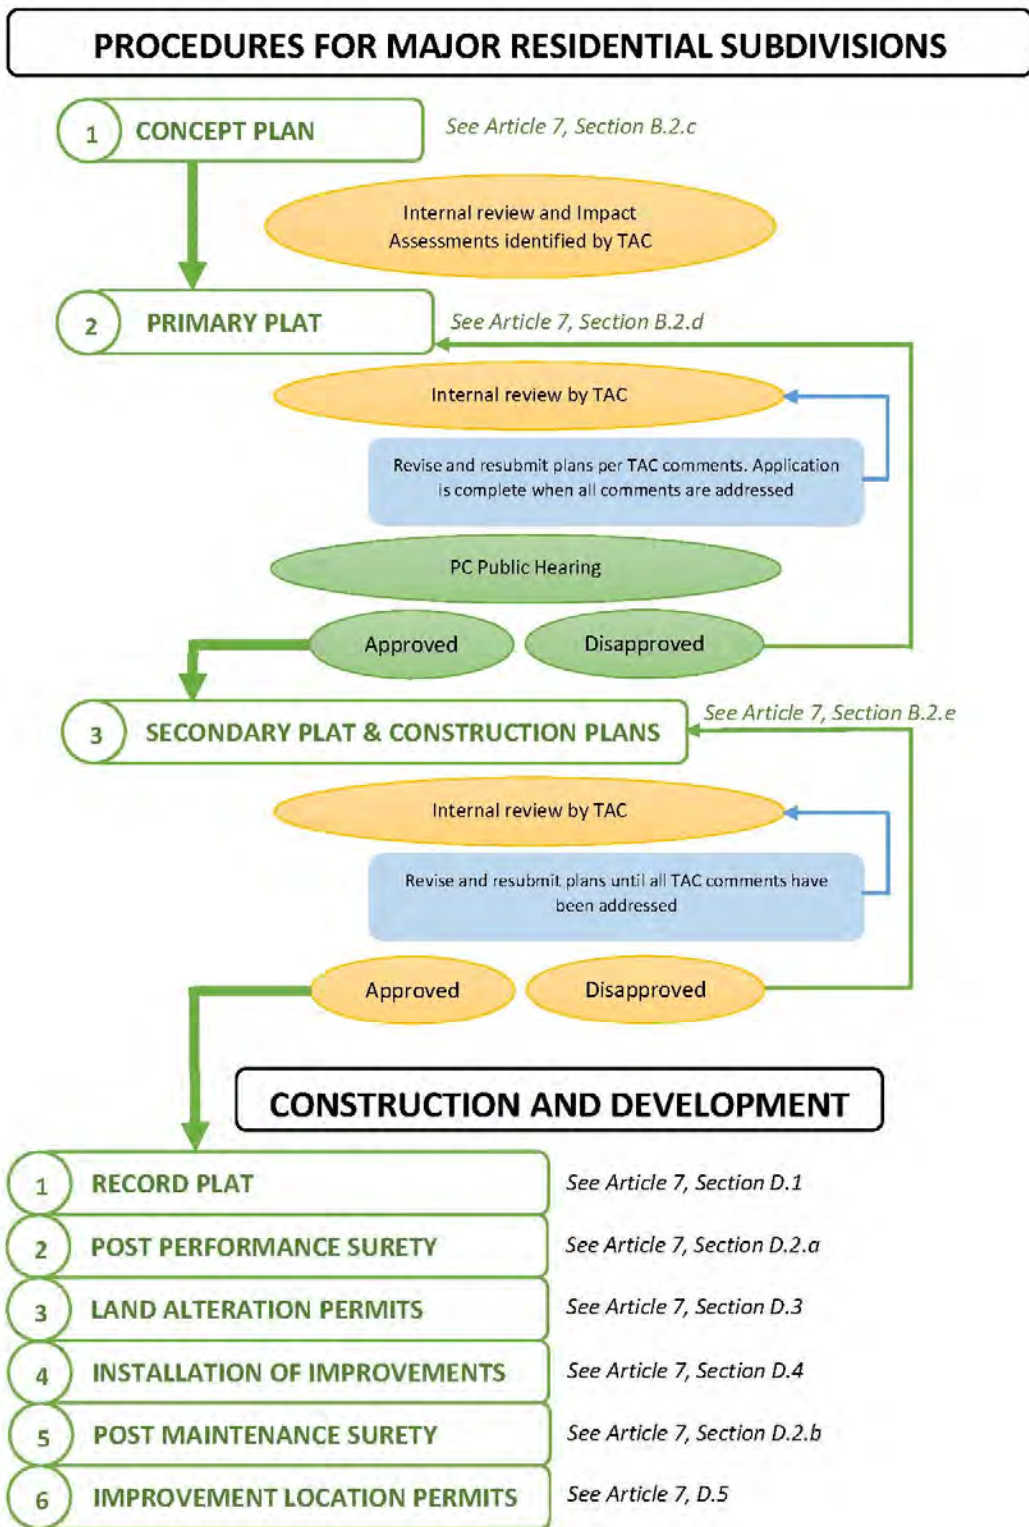 PROCEDURES FOR MAJOR RESIDENTIAL SUBDIVISIONS
1 CONCEPT PLAN
See Article 7, Section B.2.c
Internal review and Impact
Assessments identified by TAC
2 PRIMARY PLAT
See Article 7, Section B.2.d
Internal review by TAC
Revise and resubmit plans per TAC comments. Application
is complete when all comments are addressed
PC Public Hearing
Approved
Disapproved
3 SECONDARY PLAT & CONSTRUCTION PLANS
See Article 7, Section B.2.e
Internal review by TAC
Revise and resubmit plans until all TAC comments have
been addressed
Approved
Disapproved
CONSTRUCTION AND DEVELOPMENT
1 RECORD PLAT
See Article 7, Section D.1
2 POST PERFORMANCE SURETY
See Article 7, Section D.2.a
3 LAND ALTERATION PERMITS
See Article 7, Section D.3
4 INSTALLATION OF IMPROVEMENTS
See Article 7, Section D.4
5 POST MAINTENANCE SURETY
See Article 7, Section D.2.b
6 IMPROVEMENT LOCATION PERMITS
See Article 7, D.5